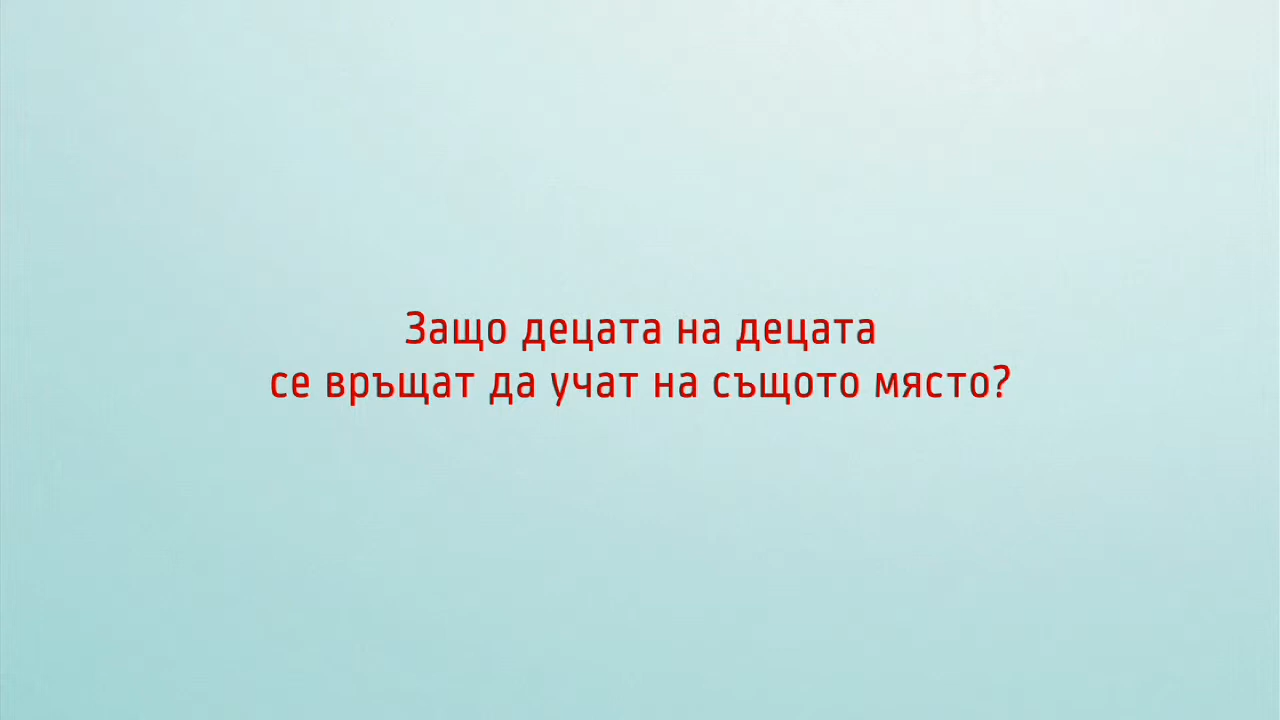 Защо децата на децата
се връщат да учат на същото място?